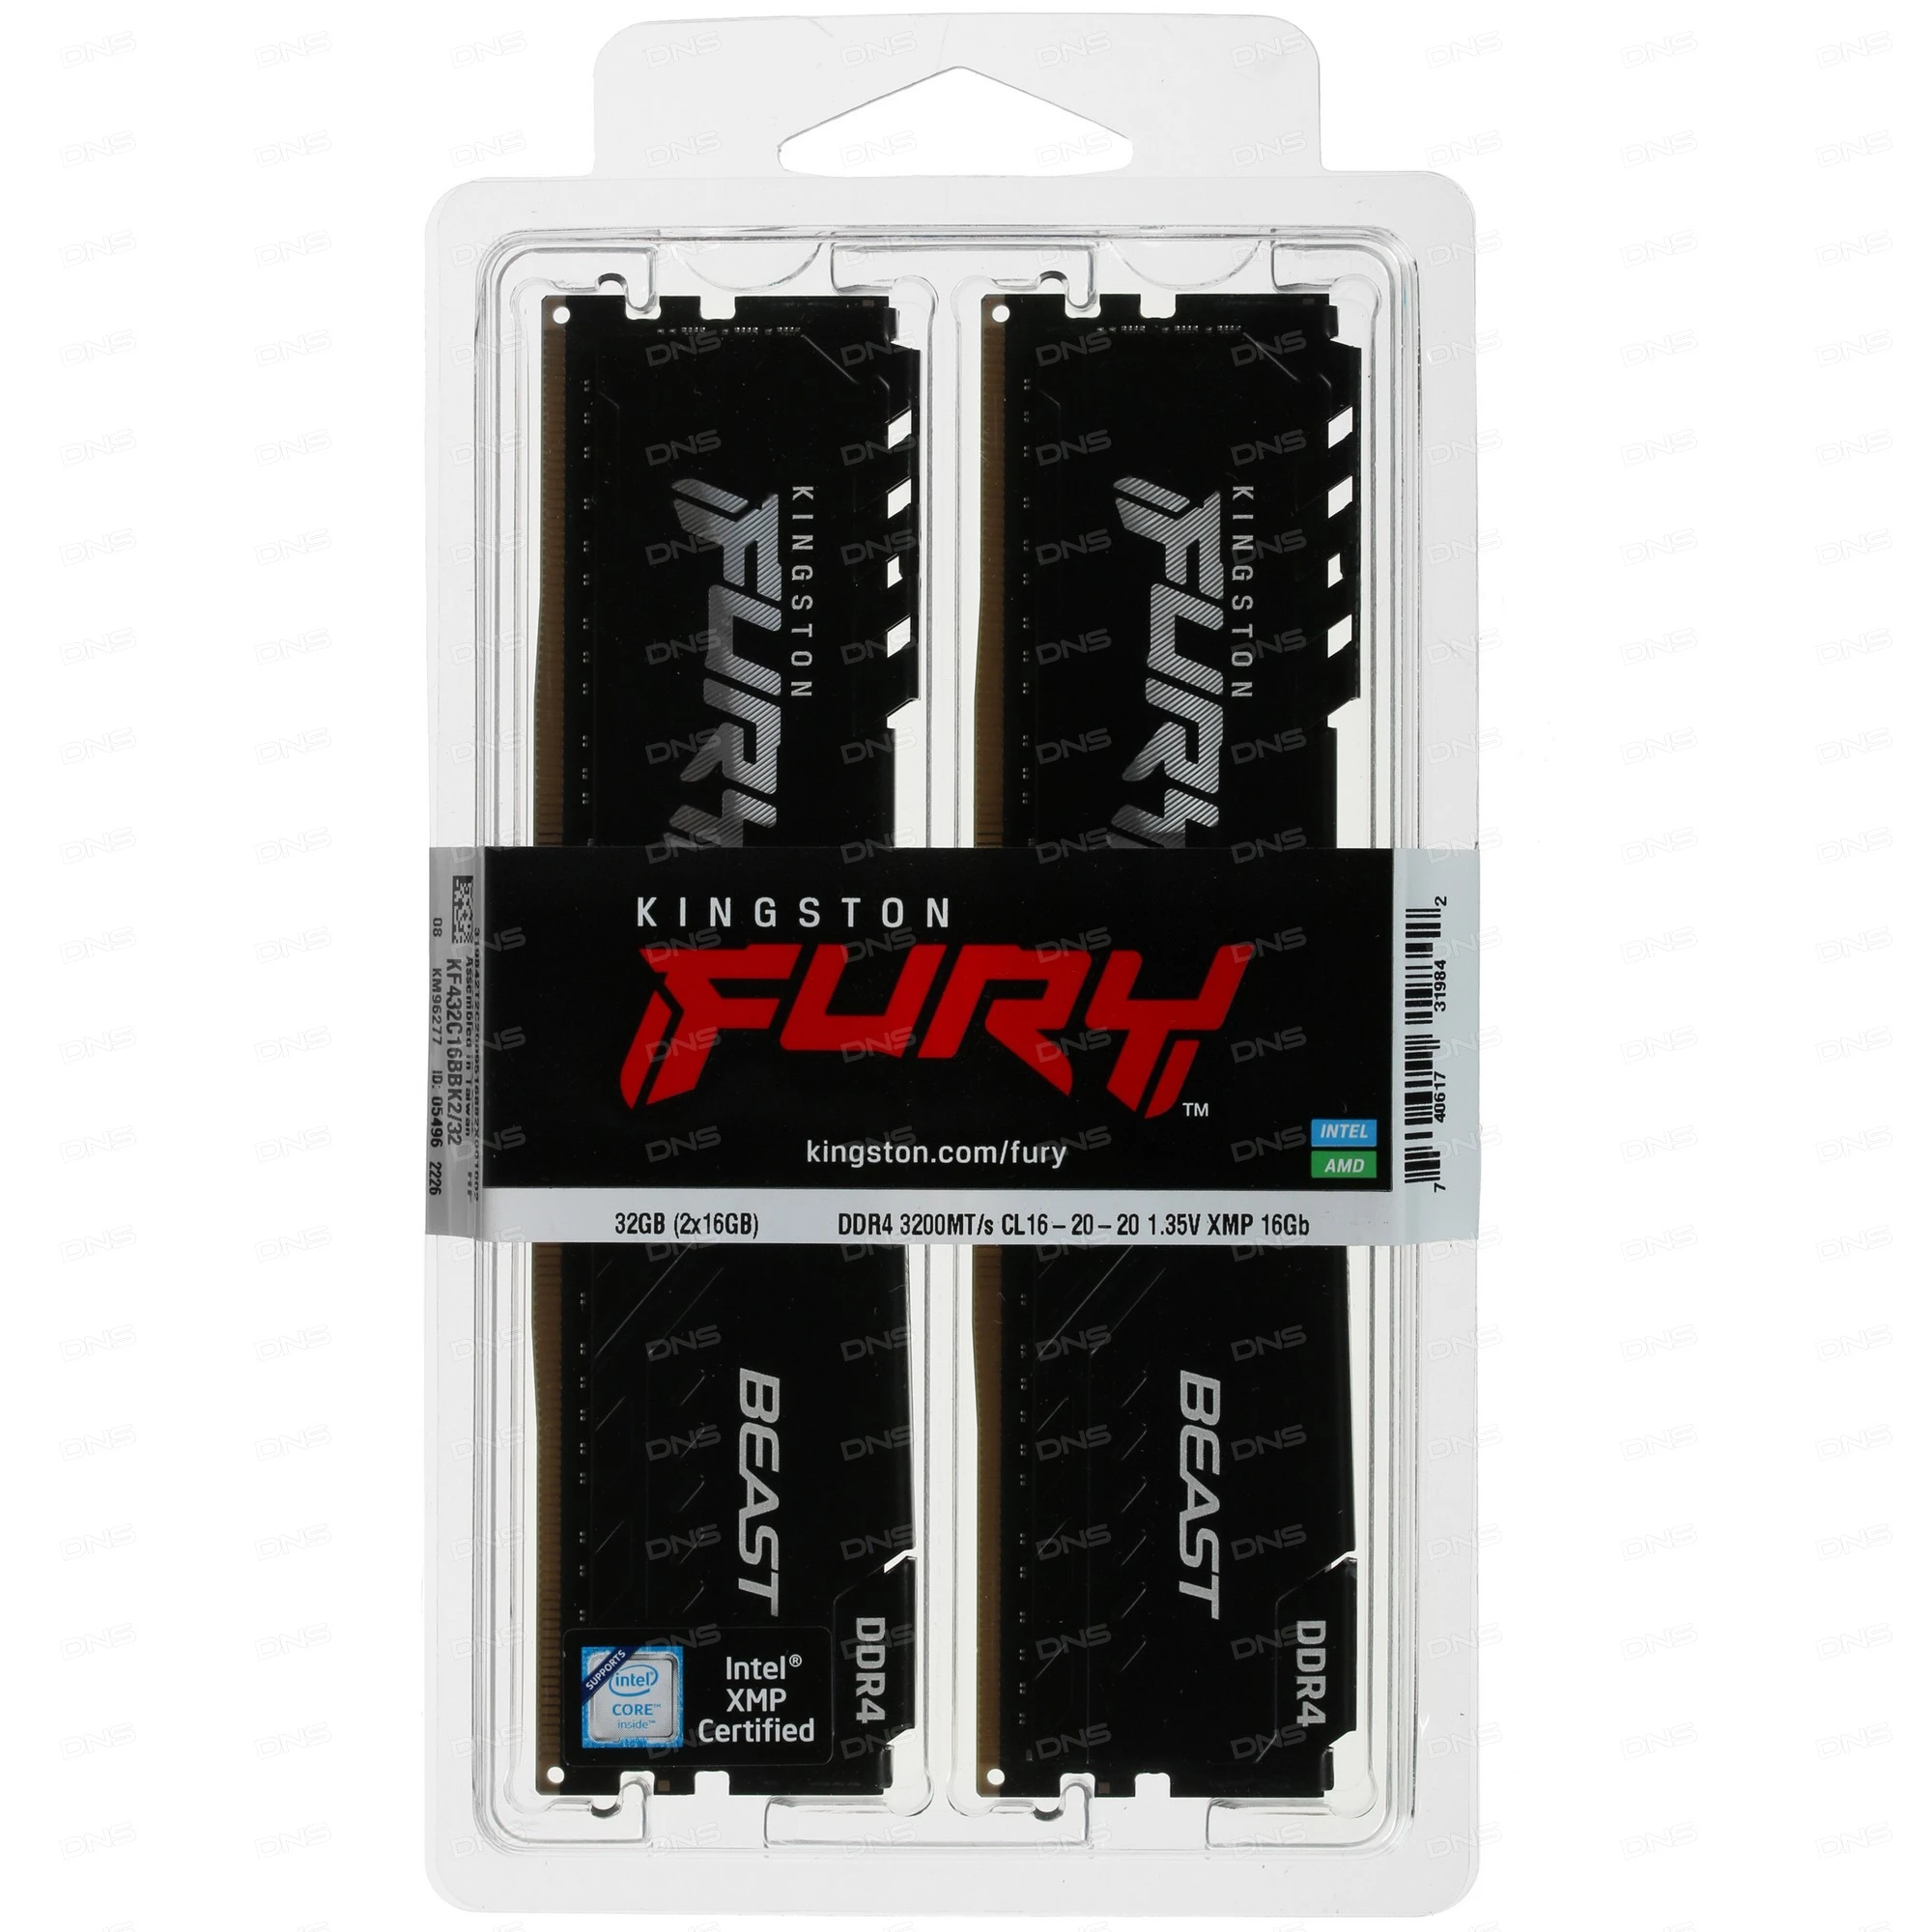 KINGSTON
FURY
KINGSTON
FURY
KINGSTON
FURY
TM
kingston.com/fury
INTEL
AMD
32GB (2x16GB)
DDR4 3200MT/s CL16 – 20 – 20 1.35V XMP 16Gb
Assembled in Taiwan
KF432C16BBK2/32
08
KM96277 ID: 05496 2226
7 40617 31984 2
BEAST
DDR4
BEAST
DDR4
SUPPORTS
intel
CORE™
inside™
Intel®
XMP
Certified
DNS